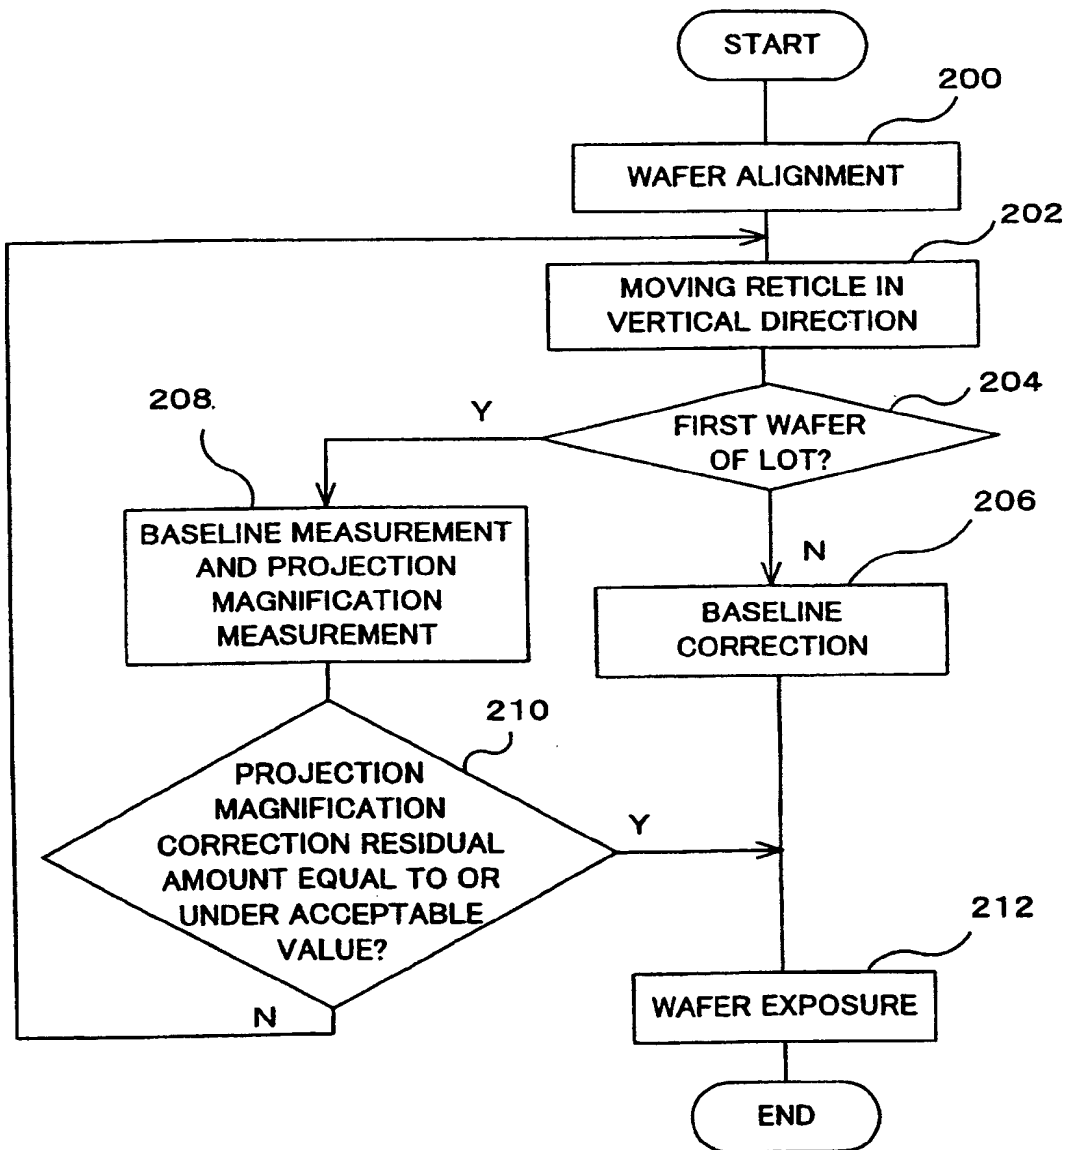 START
200
WAFER ALIGNMENT
202
MOVING RETICLE IN
VERTICAL DIRECTION
204
FIRST WAFER
OF LOT?
Y
N
208
BASELINE MEASUREMENT
AND PROJECTION
MAGNIFICATION
MEASUREMENT
206
BASELINE
CORRECTION
210
PROJECTION
MAGNIFICATION
CORRECTION RESIDUAL
AMOUNT EQUAL TO OR
UNDER ACCEPTABLE
VALUE?
Y
N
212
WAFER EXPOSURE
END